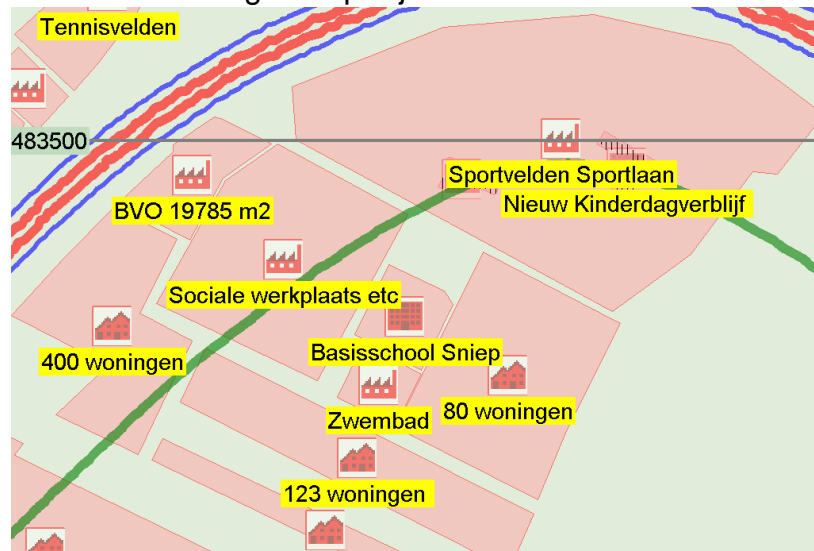 Tennisvelden
483500
Sportvelden Sportlaan
BVO 19785 m2
Nieuw Kinderdagverblijf
Sociale werkplaats etc
400 woningen
Basisschool Sniep
Zwembad
80 woningen
123 woningen